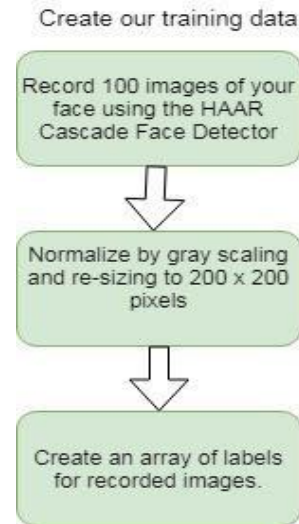 Create our training data
Record 100 images of your
face using the HAAR
Cascade Face Detector
Normalize by gray scaling
and re-sizing to 200 x 200
pixels
Create an array of labels
for recorded images.